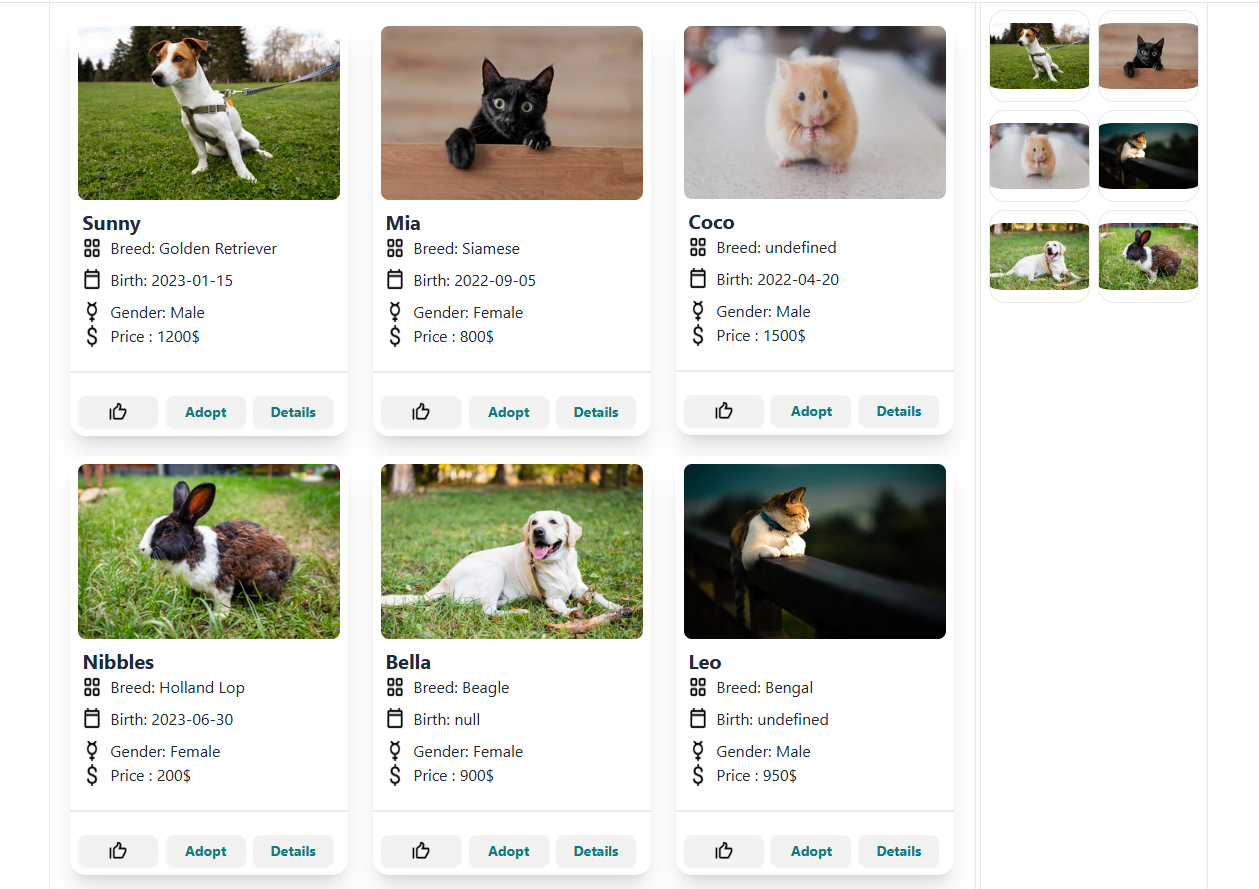 Sunny
Breed: Golden Retriever
Birth: 2023-01-15
Gender: Male
Price : 1200$
Adopt
Details
Mia
Breed: Siamese
Birth: 2022-09-05
Gender: Female
Price : 800$
Adopt
Details
Coco
Breed: undefined
Birth: 2022-04-20
Gender: Male
Price : 1500$
Adopt
Details
Nibbles
Breed: Holland Lop
Birth: 2023-06-30
Gender: Female
Price : 200$
Adopt
Details
Bella
Breed: Beagle
Birth: null
Gender: Female
Price : 900$
Adopt
Details
Leo
Breed: Bengal
Birth: undefined
Gender: Male
Price : 950$
Adopt
Details